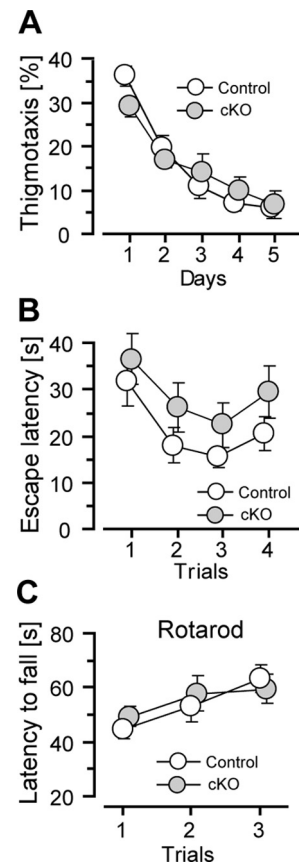 A
Thigmotaxis [%]
40
30
20
10
0
Control
cKO
1 2 3 4 5
Days
B
Escape latency [s]
40
30
20
10
0
Control
cKO
1 2 3 4
Trials
C
Rotarod
Latency to fall [s]
80
60
40
20
Control
cKO
1 2 3
Trials